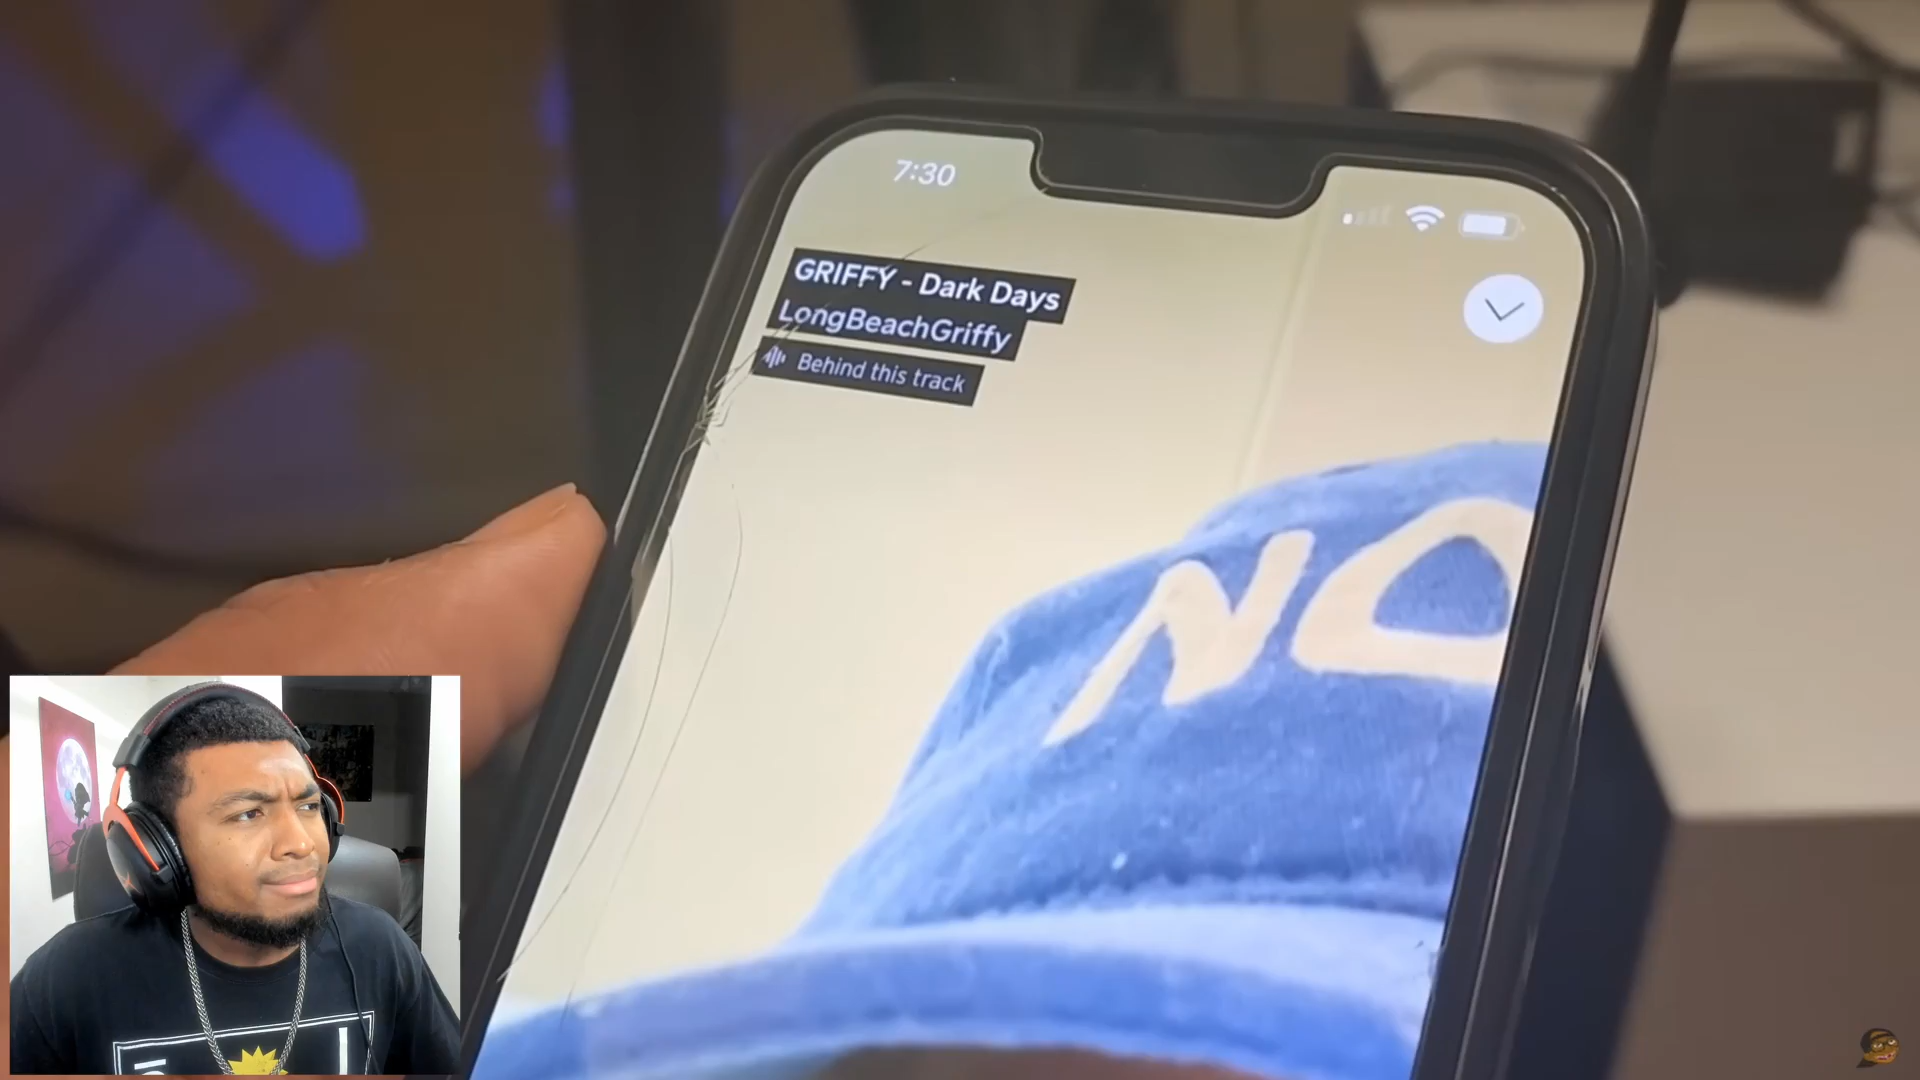 7:30
GRIFFY - Dark Days
LongBeachGriffy
Behind this track
NO